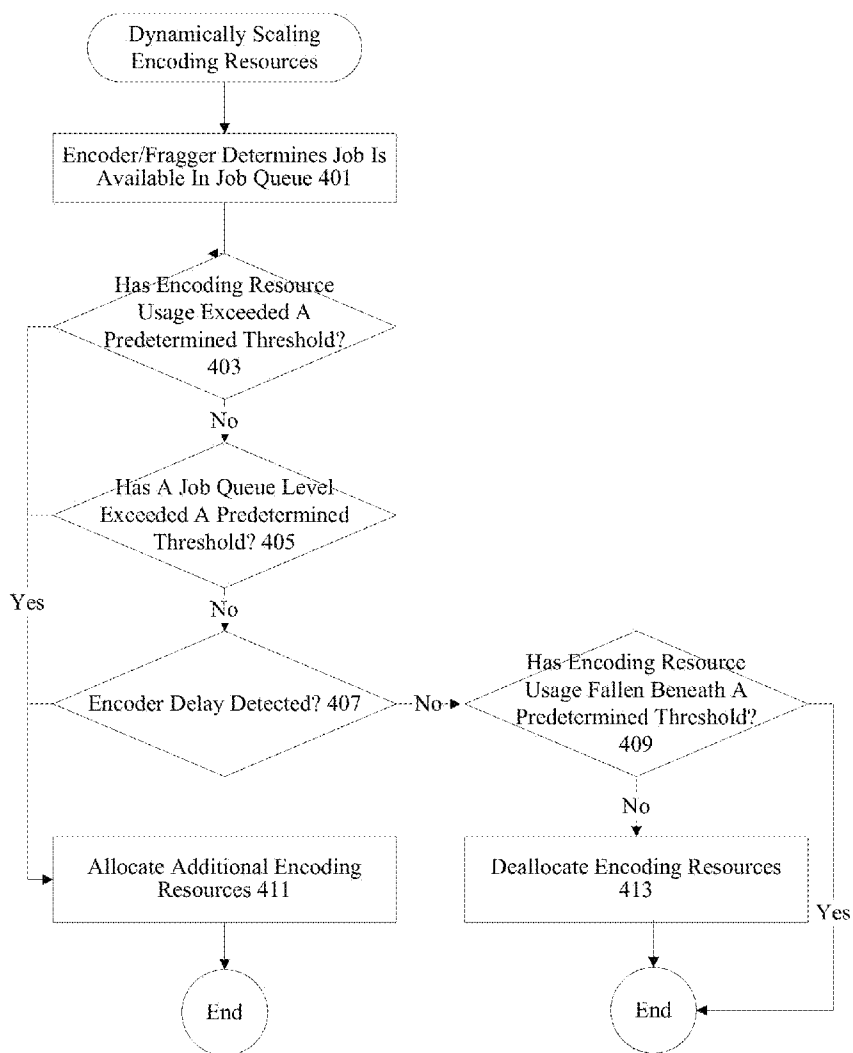 Dynamically Scaling
Encoding Resources
Encoder/Fragger Determines Job Is
Available In Job Queue 401
Has Encoding Resource
Usage Exceeded A
Predetermined Threshold?
403
No
Has A Job Queue Level
Exceeded A Predetermined
Threshold? 405
Yes
No
Encoder Delay Detected? 407
No
Has Encoding Resource
Usage Fallen Beneath A
Predetermined Threshold?
409
No
Allocate Additional Encoding
Resources 411
Deallocate Encoding Resources
413
Yes
End
End